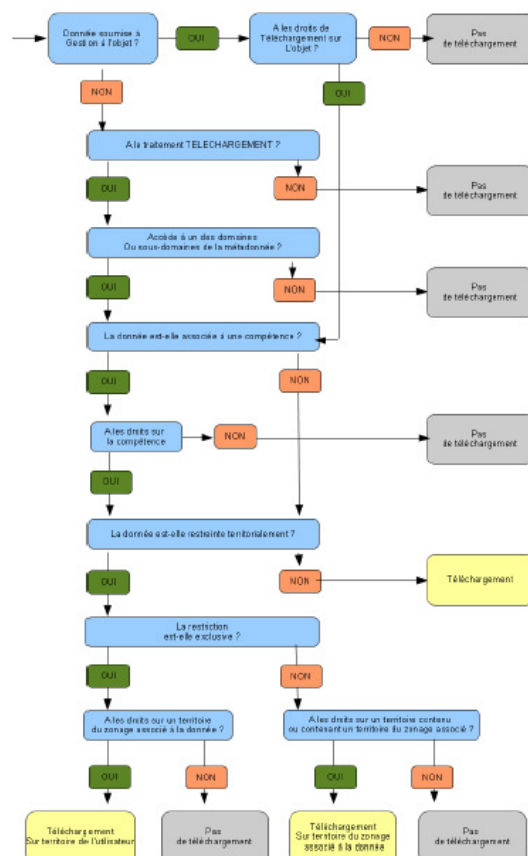 Donnée soumise à
Gestion à l'objet ?
OUI
A les droits de
Téléchargement sur
L'objet ?
NON
Pas
de téléchargement
NON
OUI
A le traitement TELECHARGEMENT ?
OUI
NON
Pas
de téléchargement
Accède à un des domaines
Ou sous-domaines de la métadonnée ?
OUI
NON
Pas
de téléchargement
La donnée est-elle associée à une compétence ?
OUI
NON
A les droits sur
la compétence
NON
Pas
de téléchargement
OUI
La donnée est-elle restreinte territorialement ?
OUI
NON
Téléchargement
La restriction
est-elle exclusive ?
OUI
NON
A les droits sur un territoire
du zonage associé à la donnée ?
A les droits sur un territoire contenu
ou contenant un territoire du zonage associé ?
OUI
NON
OUI
NON
Téléchargement
Sur territoire de l'utilisateur
Pas
de téléchargement
Téléchargement
Sur territoire du zonage
associé à la donnée
Pas
de téléchargement